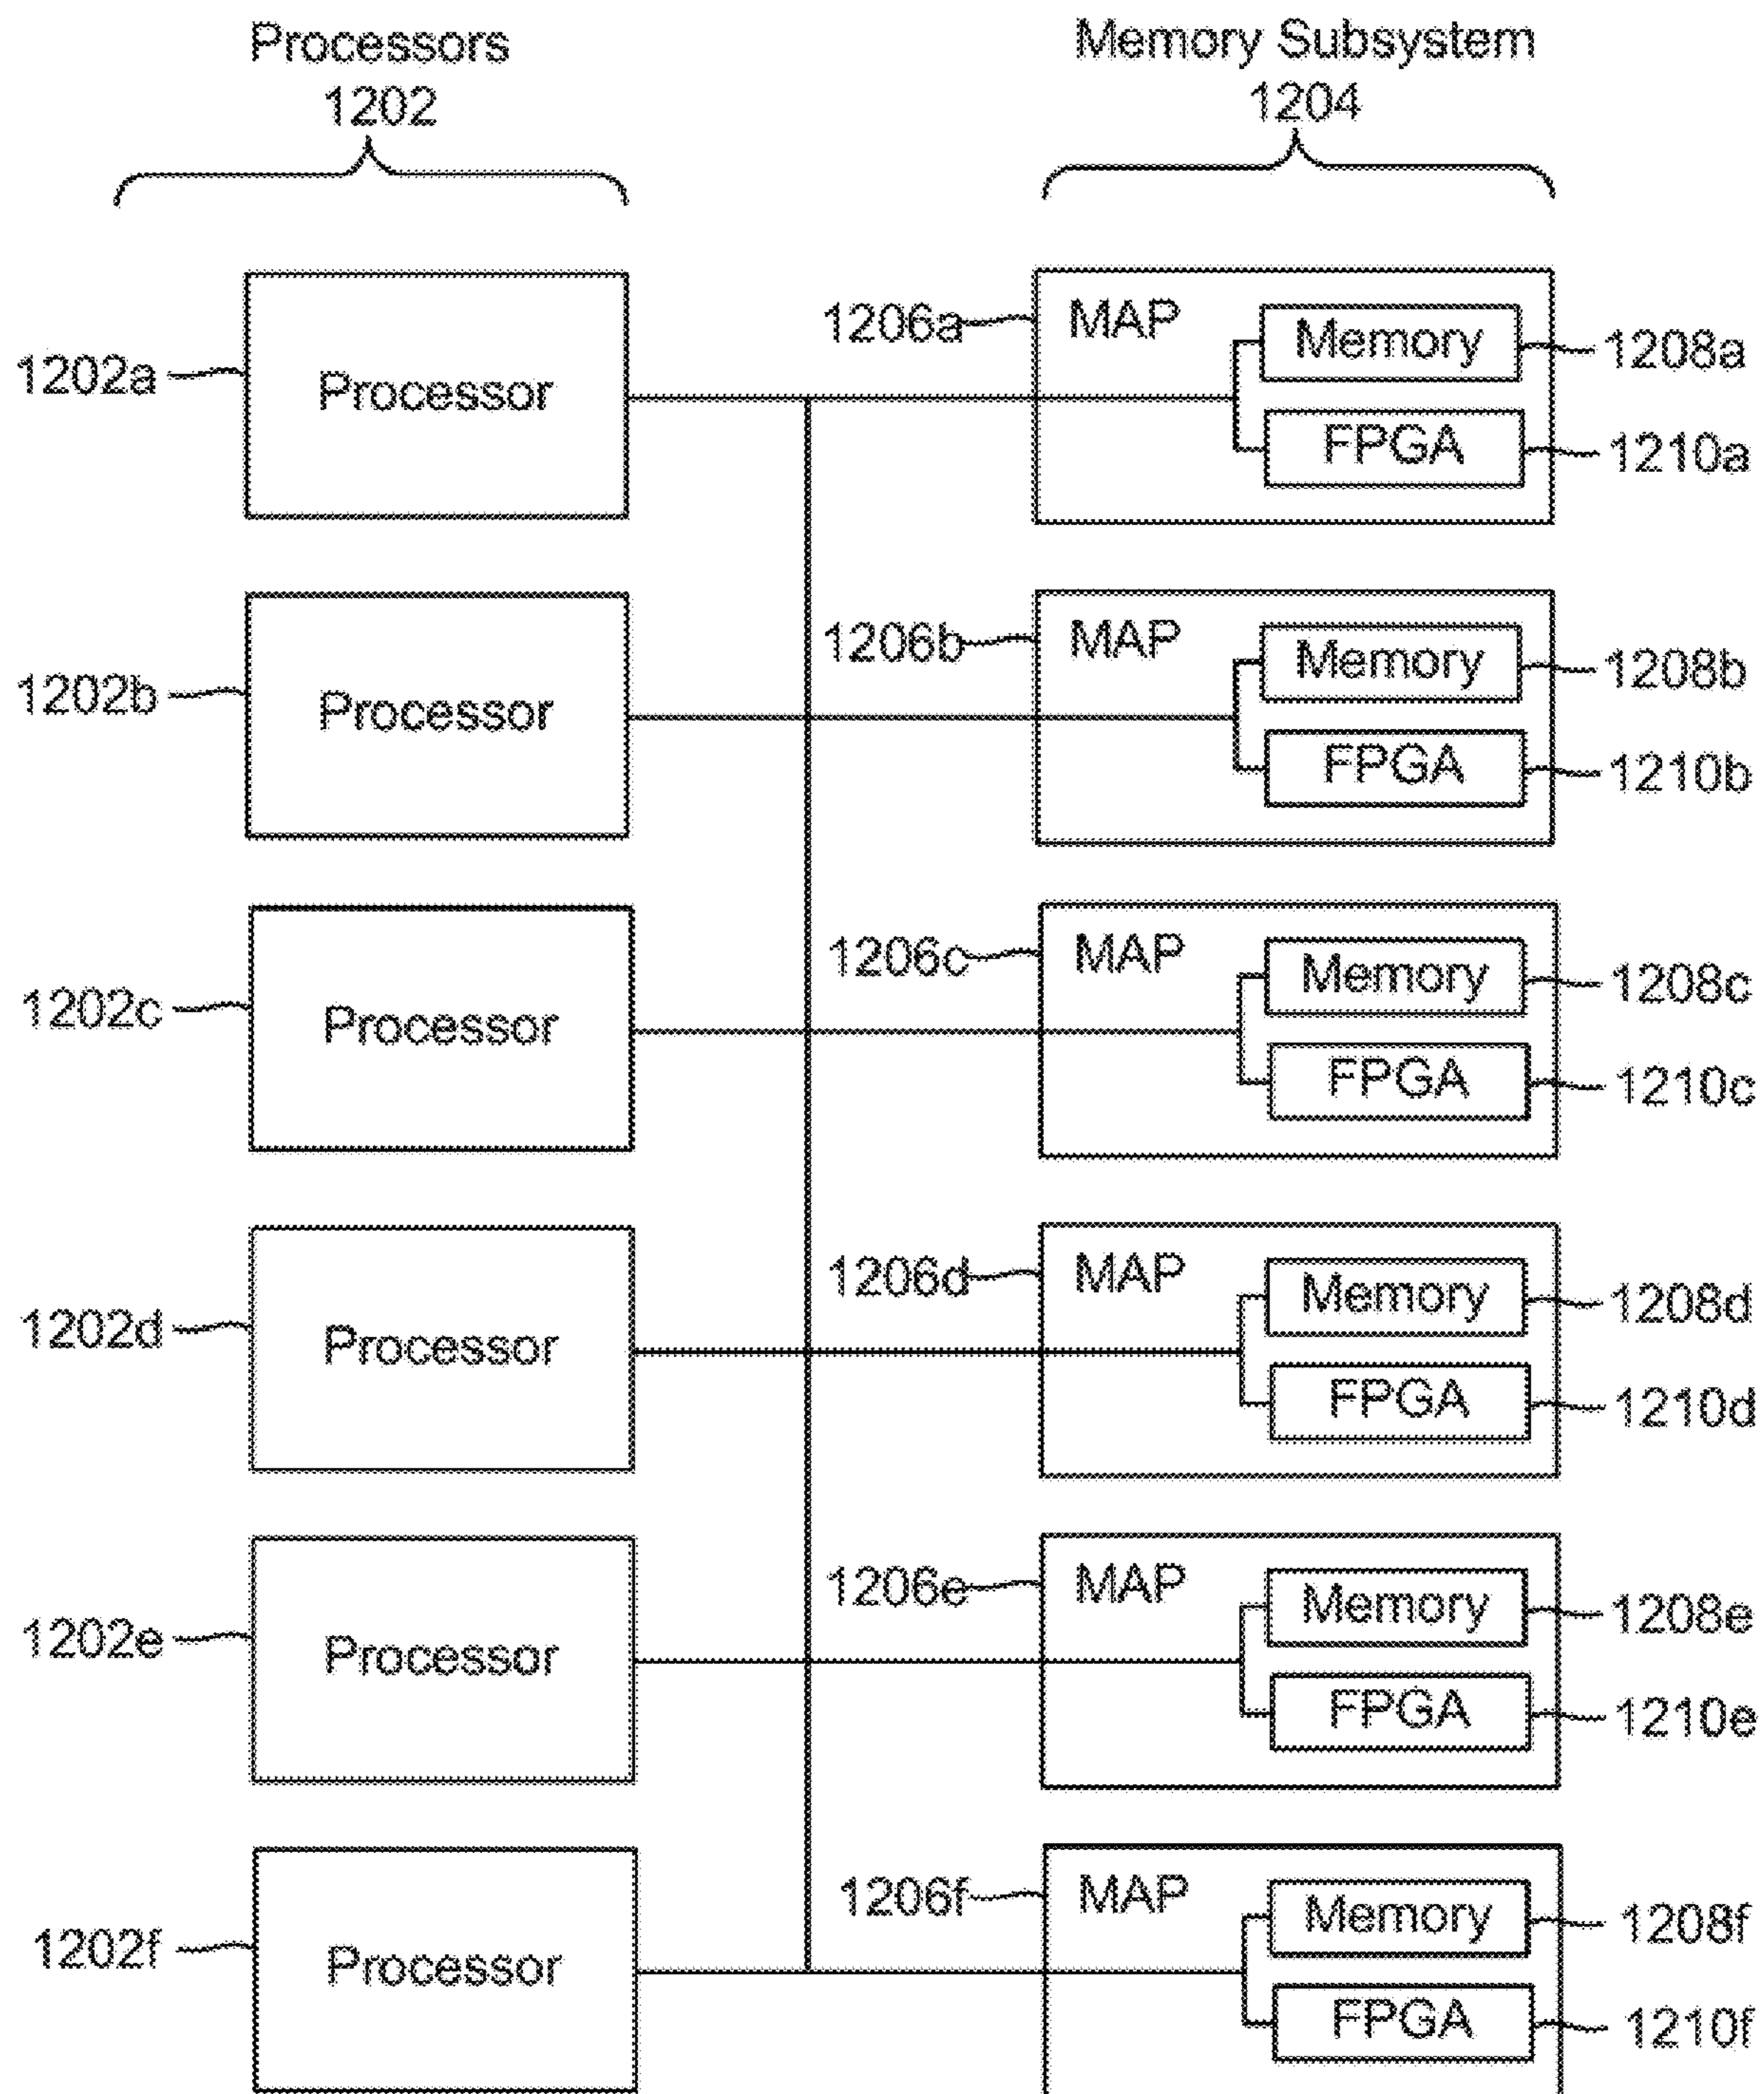 Processors
1202
Memory Subsystem
1204
1202a
Processor
1206a
MAP
Memory
1208a
FPGA
1210a
1202b
Processor
1206b
MAP
Memory
1208b
FPGA
1210b
1202c
Processor
1206c
MAP
Memory
1208c
FPGA
1210c
1202d
Processor
1206d
MAP
Memory
1208d
FPGA
1210d
1202e
Processor
1206e
MAP
Memory
1208e
FPGA
1210e
1202f
Processor
1206f
MAP
Memory
1208f
FPGA
1210f